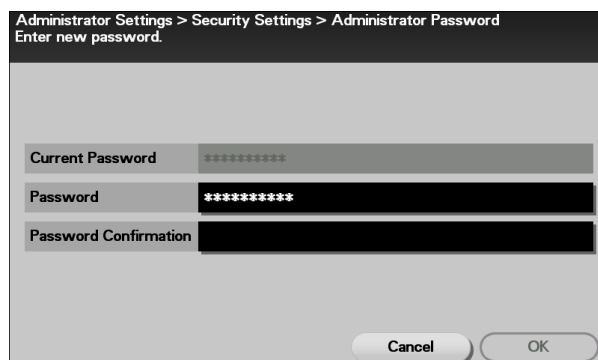 Administrator Settings > Security Settings > Administrator Password
Enter new password.
Current Password **********
Password **********
Password Confirmation
Cancel OK